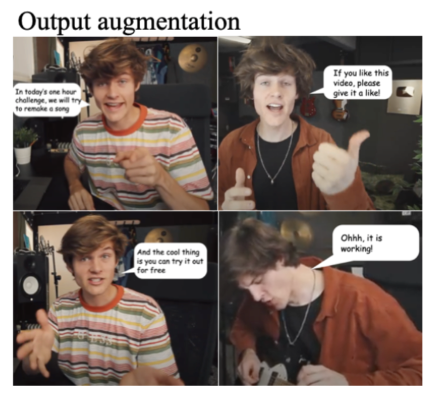 Output augmentation
In today's one hour
challenge, we will try
to remake a song
If you like this
video, please
give it a like!
And the cool thing
is you can try it out
for free
Ohhh, it is
working!